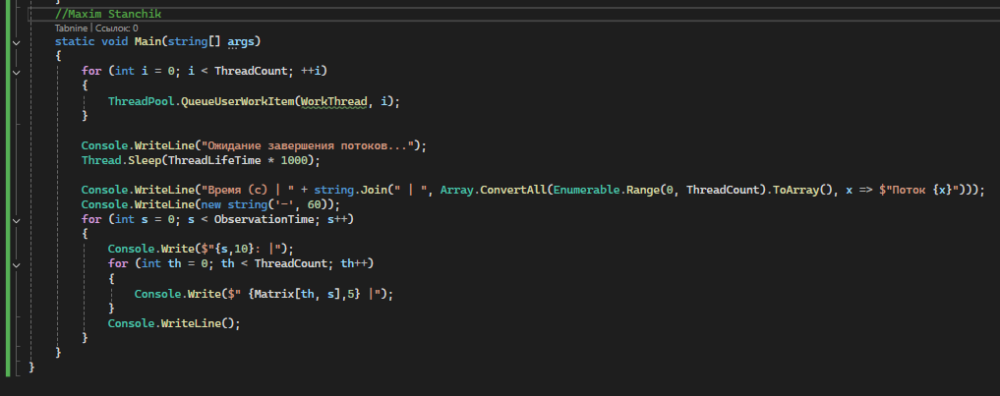 }
//Maxim Stanchik
Tabnine | Ссылок: 0
static void Main(string[] args)
{
for (int i = 0; i < ThreadCount; ++i)
{
ThreadPool.QueueUserWorkItem(WorkThread, i);
}
Console.WriteLine("Ожидание завершения потоков...");
Thread.Sleep(ThreadLifeTime * 1000);
Console.WriteLine("Время (с) | " + string.Join(" | ", Array.ConvertAll(Enumerable.Range(0, ThreadCount).ToArray(), x => $"Поток {x}")));
Console.WriteLine(new string('-', 60));
for (int s = 0; s < ObservationTime; s++)
{
Console.Write($"{s,10}: |");
for (int th = 0; th < ThreadCount; th++)
{
Console.Write($" {Matrix[th, s],5} |");
}
Console.WriteLine();
}
}
}